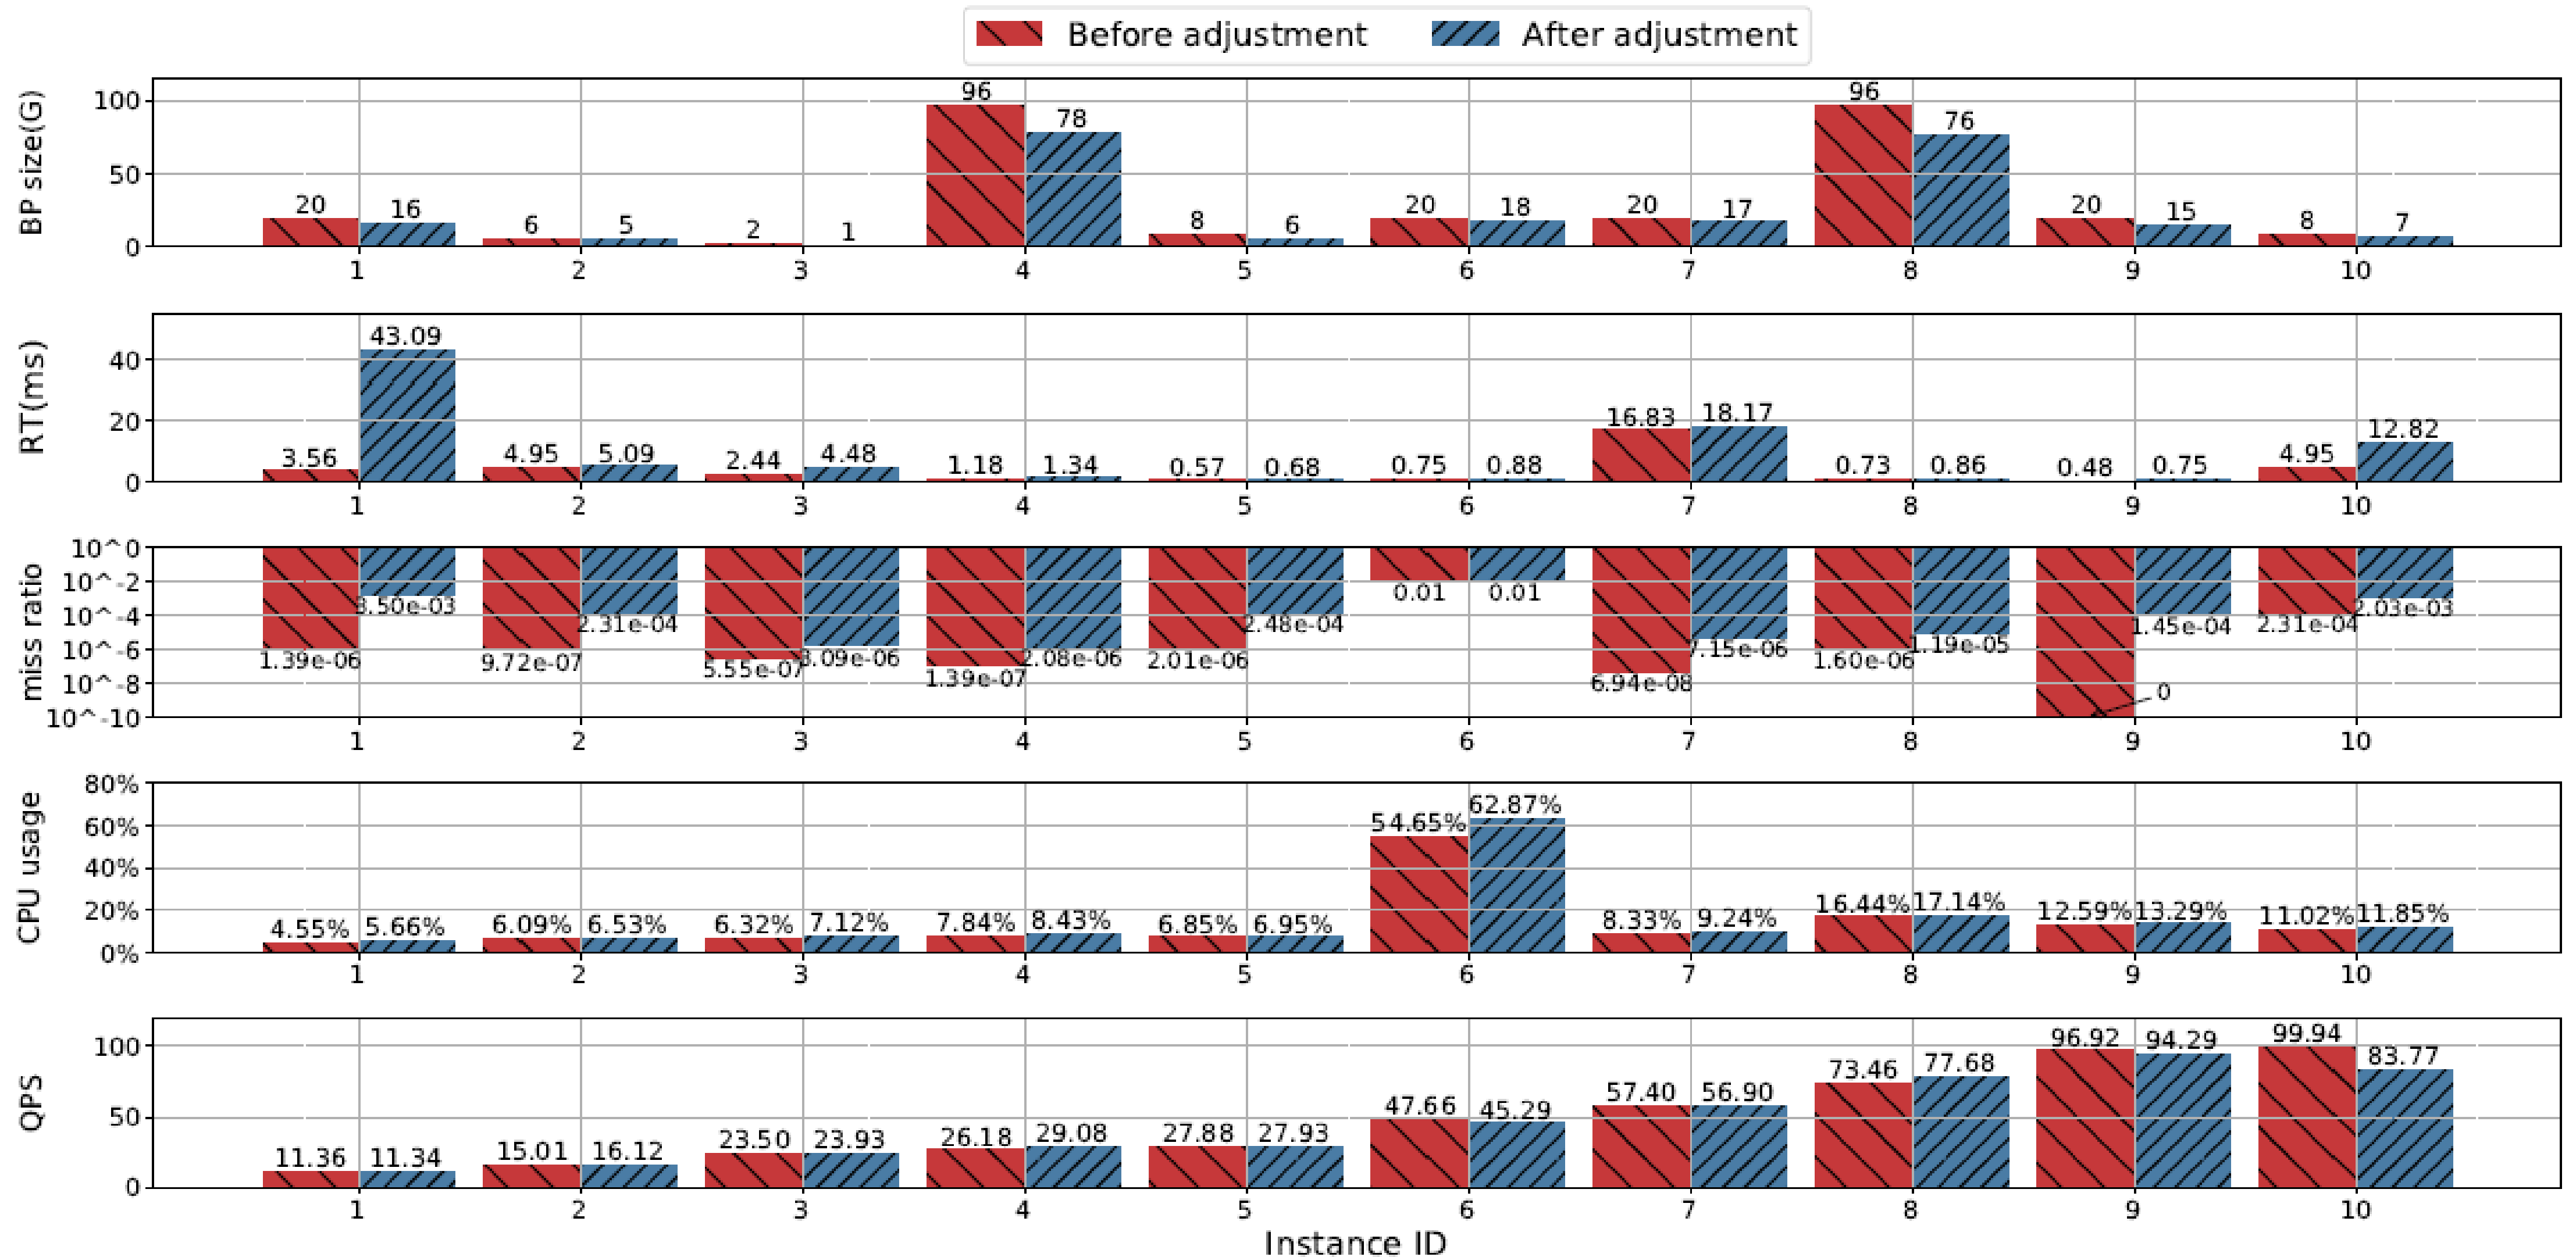 Before adjustment After adjustment
BP size(G)
100
50
0
20 16 6 5 2 1 96 78 8 6 20 18 20 17 96 76 20 15 8 7
1 2 3 4 5 6 7 8 9 10
RT(ms)
40
20
0
3.56 43.09 4.95 5.09 2.44 4.48 1.18 1.34 0.57 0.68 0.75 0.88 16.83 18.17 0.73 0.86 0.48 0.75 4.95 12.82
1 2 3 4 5 6 7 8 9 10
miss ratio
10^0
10^-2
10^-4
10^-6
10^-8
10^-10
1.39e-06 3.50e-03 9.72e-07 2.31e-04 5.55e-07 3.09e-06 1.39e-07 2.08e-06 2.01e-06 2.48e-04 0.01 0.01 6.94e-08 7.15e-06 1.60e-06 1.19e-05 0 1.45e-04 2.31e-04 2.03e-03
1 2 3 4 5 6 7 8 9 10
CPU usage
80%
60%
40%
20%
0%
4.55% 5.66% 6.09% 6.53% 6.32% 7.12% 7.84% 8.43% 6.85% 6.95% 54.65% 62.87% 8.33% 9.24% 16.44% 17.14% 12.59% 13.29% 11.02% 11.85%
1 2 3 4 5 6 7 8 9 10
QPS
100
50
0
11.36 11.34 15.01 16.12 23.50 23.93 26.18 29.08 27.88 27.93 47.66 45.29 57.40 56.90 73.46 77.68 96.92 94.29 99.94 83.77
1 2 3 4 5 6 7 8 9 10
Instance ID